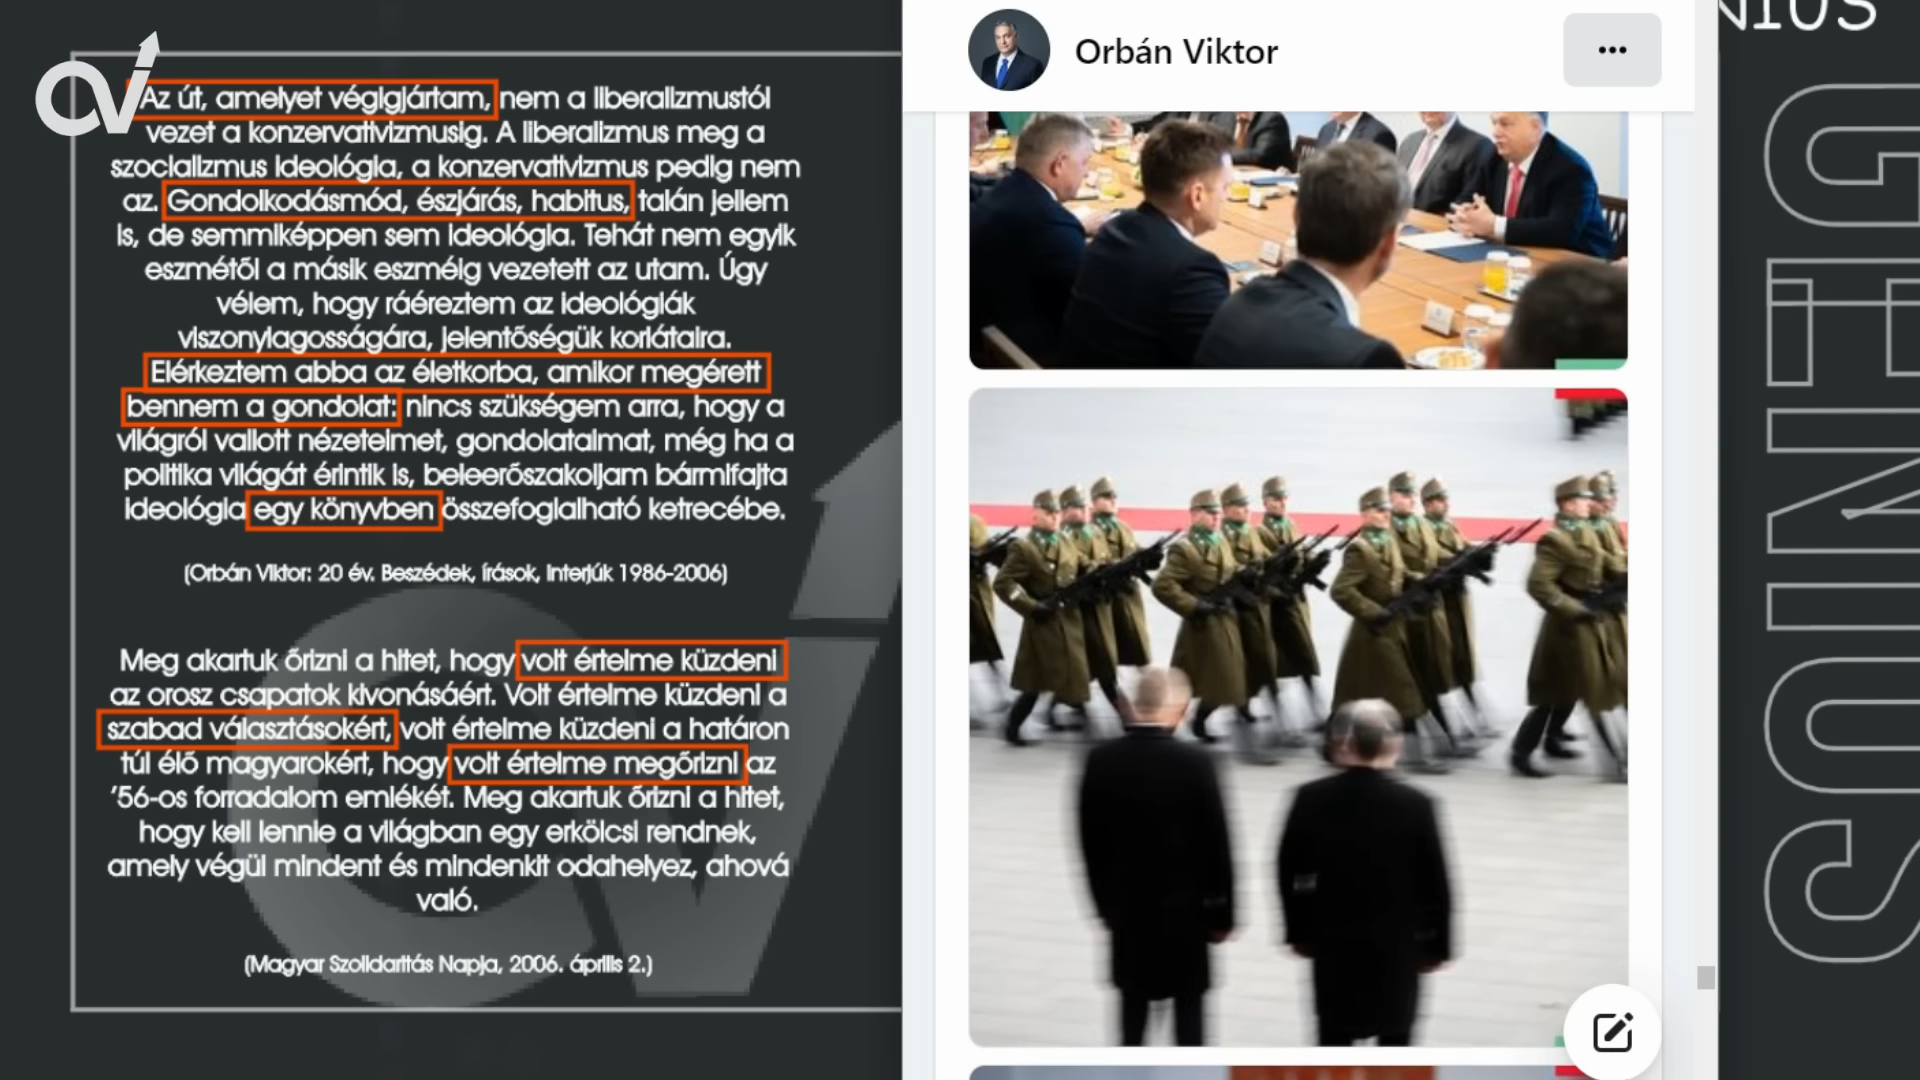 OV
Az út, amelyet végigjártam, nem a liberalizmustól
vezet a konzervativizmusig. A liberalizmus meg a
szocializmus ideológia, a konzervativizmus pedig nem
az. Gondolkodásmód, észjárás, habitus, talán jellem
is, de semmiképpen sem ideológia. Tehát nem egyik
eszmétől a másik eszméig vezetett az utam. Úgy
vélem, hogy ráéreztem az ideológiák
viszonylagosságára, jelentőségük korlátaira.
Elérkeztem abba az életkorba, amikor megérett
bennem a gondolat: nincs szükségem arra, hogy a
világról vallott nézeteimet, gondolataimat, még ha a
politika világát érintik is, beleerőszakoljam bármifajta
ideológia egy könyvben összefoglalható ketrecébe.
(Orbán Viktor: 20 év. Beszédek, írások, interjúk 1986-2006)
Meg akartuk őrizni a hitet, hogy volt értelme küzdeni
az orosz csapatok kivonásáért. Volt értelme küzdeni a
szabad választásokért, volt értelme küzdeni a határon
túl élő magyarokért, hogy volt értelme megőrizni az
'56-os forradalom emlékét. Meg akartuk őrizni a hitet,
hogy kell lennie a világban egy erkölcsi rendnek,
amely végül mindent és mindenkit odahelyez, ahová
való.
(Magyar Szolidaritás Napja, 2006. április 2.)
Orbán Viktor
NIUS
GENIUS